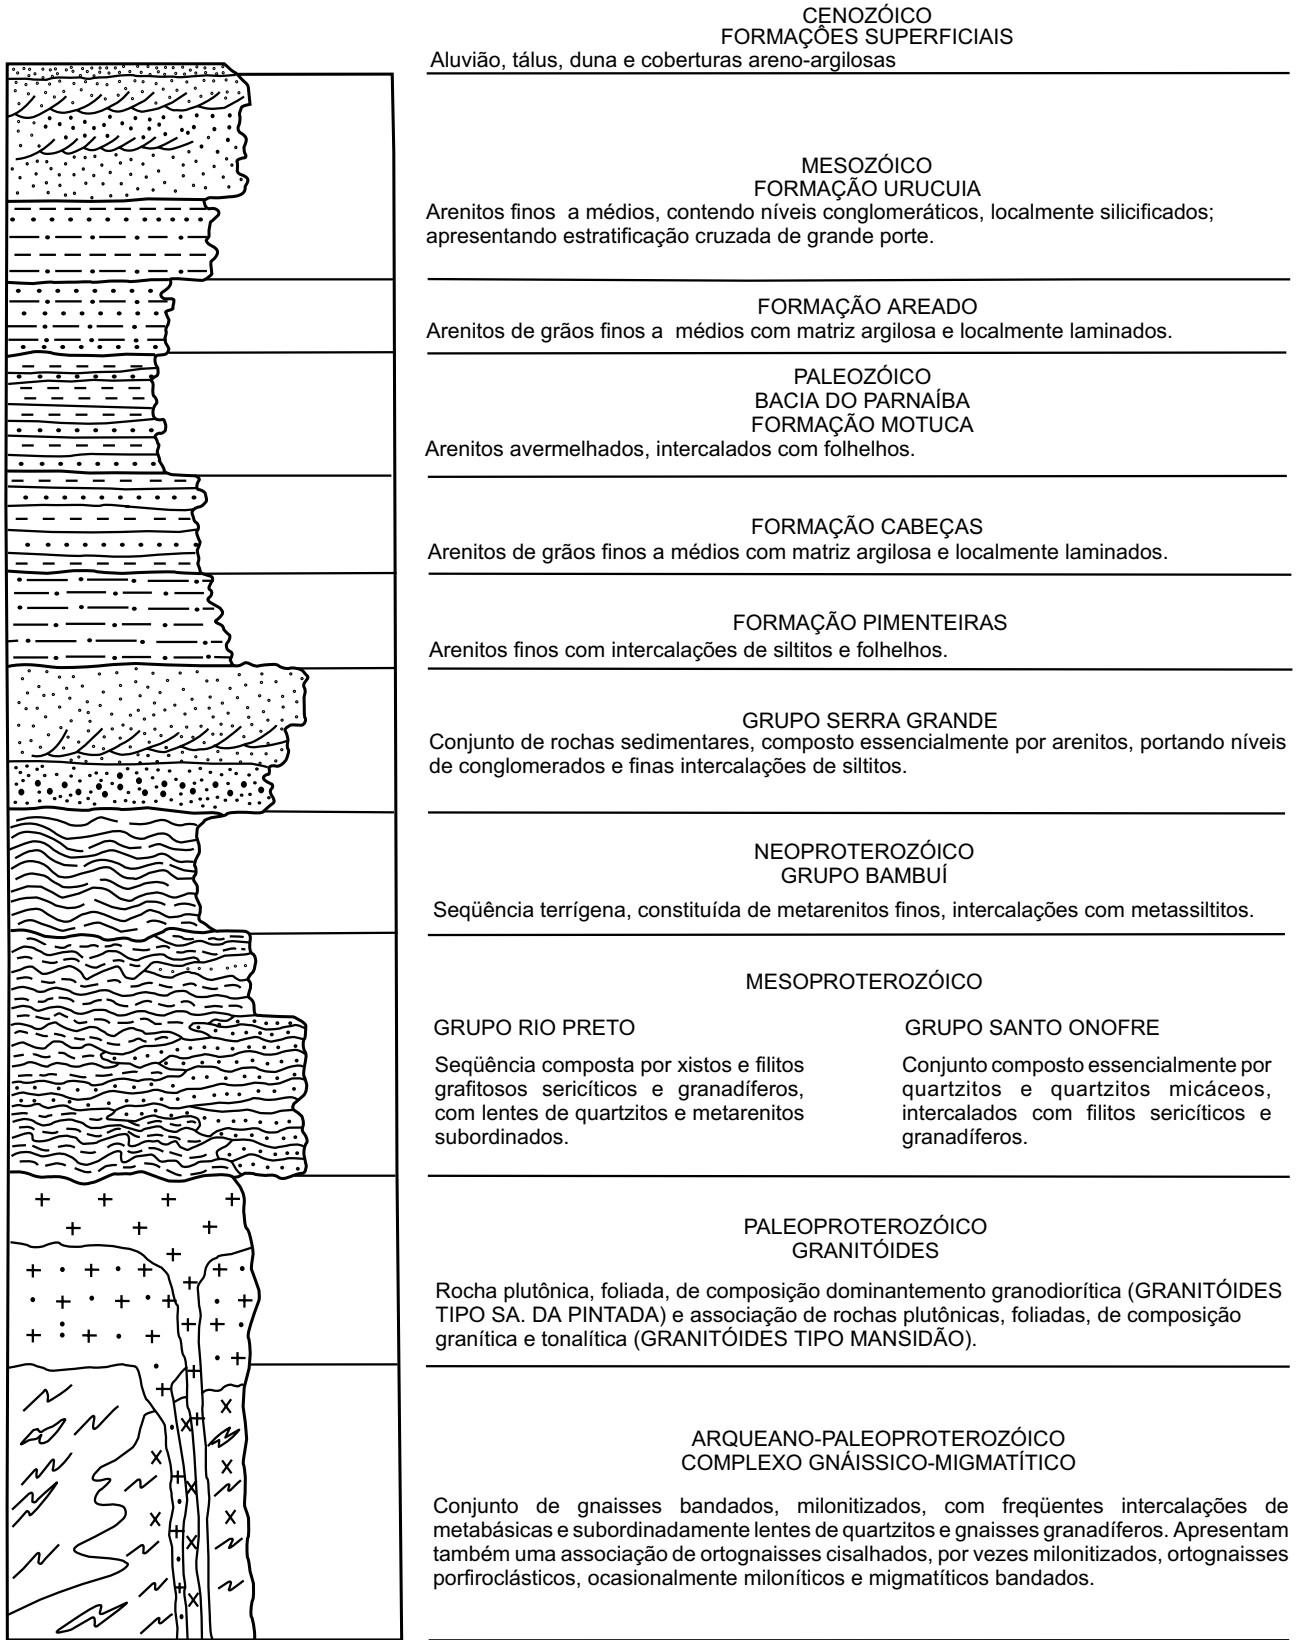 CENOZÓICO
FORMAÇÔES SUPERFICIAIS
Aluvião, tálus, duna e coberturas areno-argilosas
MESOZÓICO
FORMAÇÃO URUCUIA
Arenitos finos a médios, contendo níveis conglomeráticos, localmente silicificados;
apresentando estratificação cruzada de grande porte.
FORMAÇÃO AREADO
Arenitos de grãos finos a médios com matriz argilosa e localmente laminados.
PALEOZÓICO
BACIA DO PARNAÍBA
FORMAÇÃO MOTUCA
Arenitos avermelhados, intercalados com folhelhos.
FORMAÇÃO CABEÇAS
Arenitos de grãos finos a médios com matriz argilosa e localmente laminados.
FORMAÇÃO PIMENTEIRAS
Arenitos finos com intercalações de siltitos e folhelhos.
GRUPO SERRA GRANDE
Conjunto de rochas sedimentares, composto essencialmente por arenitos, portando níveis
de conglomerados e finas intercalações de siltitos.
NEOPROTEROZÓICO
GRUPO BAMBUÍ
Seqüência terrígena, constituída de metarenitos finos, intercalações com metassiltitos.
MESOPROTEROZÓICO
GRUPO RIO PRETO
Seqüência composta por xistos e filitos
grafitosos sericíticos e granadíferos,
com lentes de quartzitos e metarenitos
subordinados.
GRUPO SANTO ONOFRE
Conjunto composto essencialmente por
quartzitos e quartzitos micáceos,
intercalados com filitos sericíticos e
granadíferos.
PALEOPROTEROZÓICO
GRANITÓIDES
Rocha plutônica, foliada, de composição dominantemento granodiorítica (GRANITÓIDES
TIPO SA. DA PINTADA) e associação de rochas plutônicas, foliadas, de composição
granítica e tonalítica (GRANITÓIDES TIPO MANSIDÃO).
ARQUEANO-PALEOPROTEROZÓICO
COMPLEXO GNÁISSICO-MIGMATÍTICO
Conjunto de gnaisses bandados, milonitizados, com freqüentes intercalações de
metabásicas e subordinadamente lentes de quartzitos e gnaisses granadíferos. Apresentam
também uma associação de ortognaisses cisalhados, por vezes milonitizados, ortognaisses
porfiroclásticos, ocasionalmente miloníticos e migmatíticos bandados.